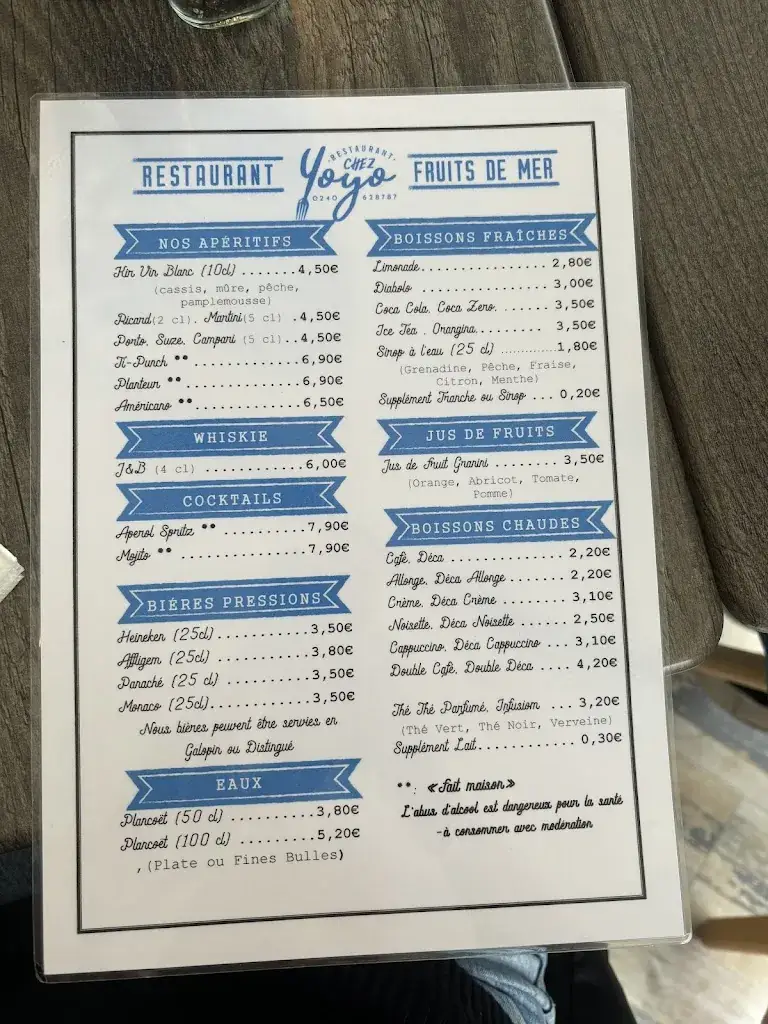 RESTAURANT
·RESTAURANT·
CHEZ
Yoyo
0240 628787
FRUITS DE MER
NOS APÉRITIFS
Kir Vin Blanc (10cl) .......4,50€
(cassis, mûre, pêche,
pamplemousse)
Ricard(2 cl). Martini(5 cl) .4,50€
Porto, Suze, Campari (5 cl)..4,50€
Ti-Punch **.............6,90€
Planteur **.............6,90€
Américano **.............6,50€
WHISKIE
J&B (4 cl) ............6,00€
COCKTAILS
Aperol Spritz ** ..........7,90€
Mojito ** ...............7,90€
BIÉRES PRESSIONS
Heineken (25cl)...........3,50€
Affligem (25cl)...........3,80€
Panaché (25 cl)..........3,50€
Monaco (25cl)............3,50€
Nous bières peuvent être servies en
Galopin ou Distingué
EAUX
Plancoët (50 cl) ..........3,80€
Plancoët (100 cl) .........5,20€
,(Plate ou Fines Bulles)
BOISSONS FRAÎCHES
Limonade............... 2,80€
Diabolo ............... 3,00€
Coca Cola, Coca Zero....... 3,50€
Ice Tea , Orangina........ 3,50€
Sirop à l'eau (25 cl) .............1,80€
(Grenadine, Pêche, Fraise,
Citron, Menthe)
Supplément Tranche ou Sirop ... 0,20€
JUS DE FRUITS
Jus de fruit Granini ........ 3,50€
(Orange, Abricot, Tomate,
Pomme)
BOISSONS CHAUDES
Café, Déca .............. 2,20€
Allonge, Déca Allonge ....... 2,20€
Crème, Déca Crème ......... 3,10€
Noisette, Déca Noisette ....... 2,50€
Cappuccino, Déca Cappuccino ... 3,10€
Double Café, Double Déca .... 4,20€
Thé Thé Parfumé, Infusiom ... 3,20€
(Thé Vert, Thé Noir, Verveine)
Supplément Lait............ 0,30€
**: «fait maison»
L'abus d'alcool est dangereux pour la santé
-à consommer avec modération